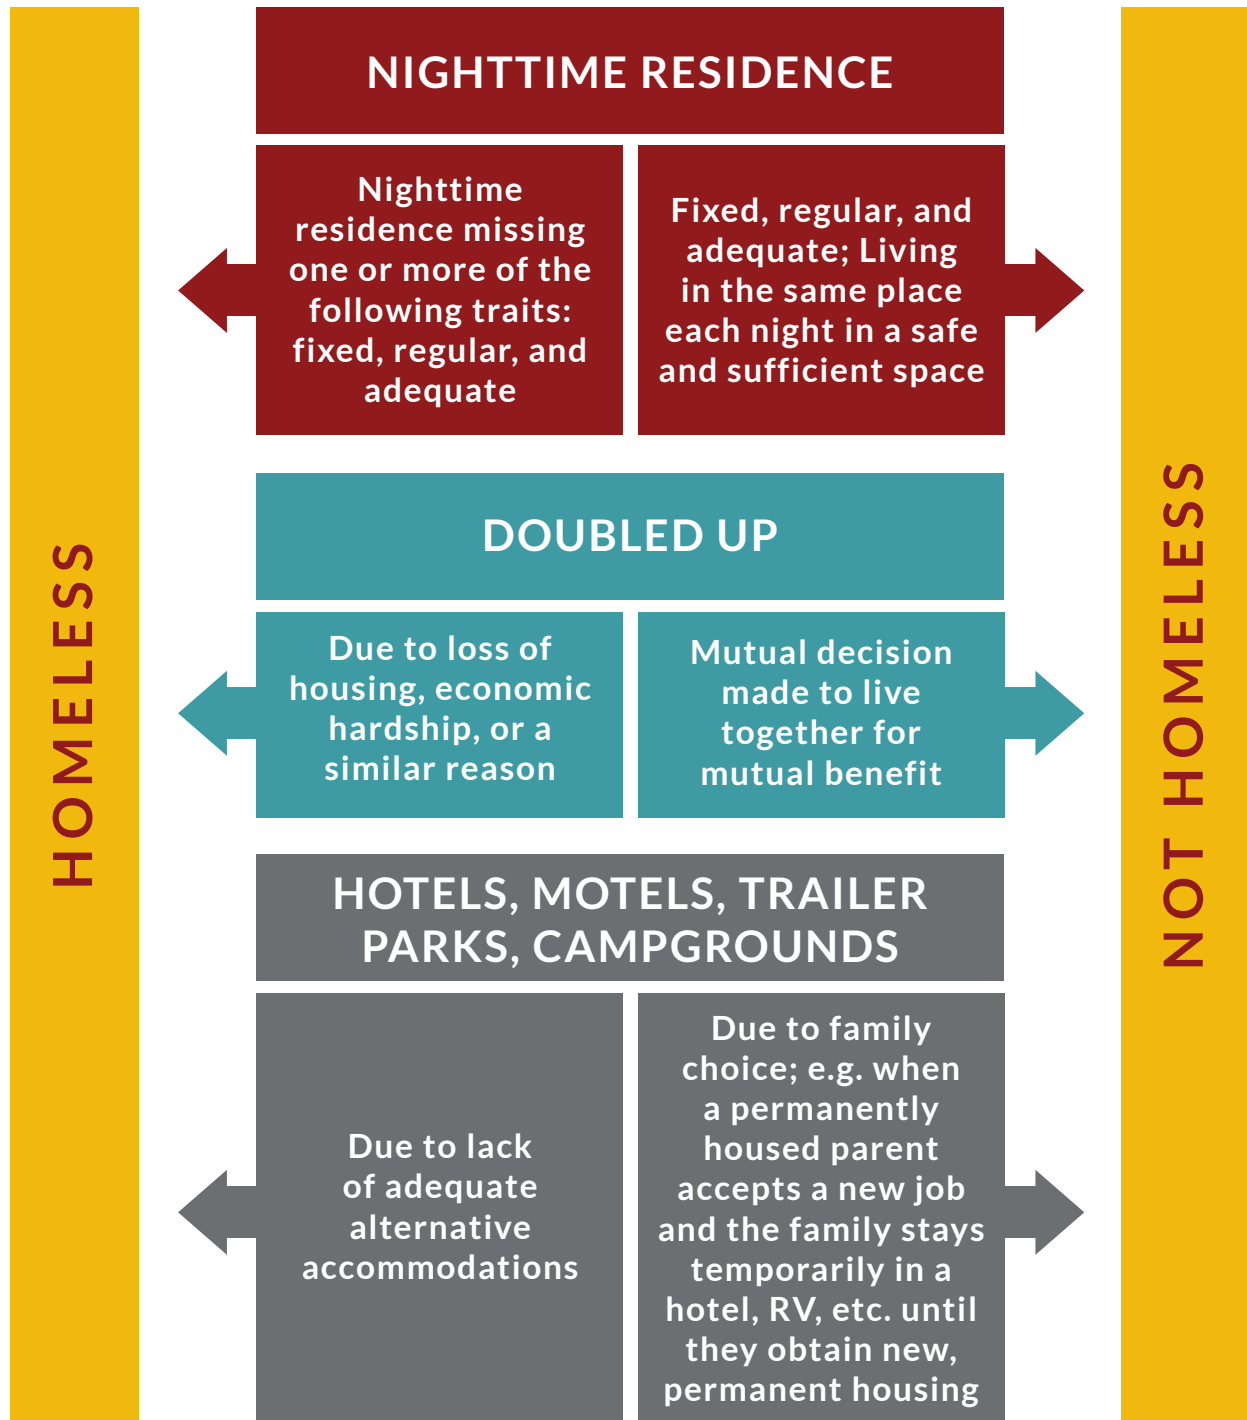 HOMELESS
NIGHTTIME RESIDENCE
Nighttime
residence missing
one or more of the
following traits:
fixed, regular, and
adequate
Fixed, regular, and
adequate; Living
in the same place
each night in a safe
and sufficient space
DOUBLED UP
Due to loss of
housing, economic
hardship, or a
similar reason
Mutual decision
made to live
together for
mutual benefit
HOTELS, MOTELS, TRAILER
PARKS, CAMPGROUNDS
Due to lack
of adequate
alternative
accommodations
Due to family
choice; e.g. when
a permanently
housed parent
accepts a new job
and the family stays
temporarily in a
hotel, RV, etc. until
they obtain new,
permanent housing
NOT HOMELESS